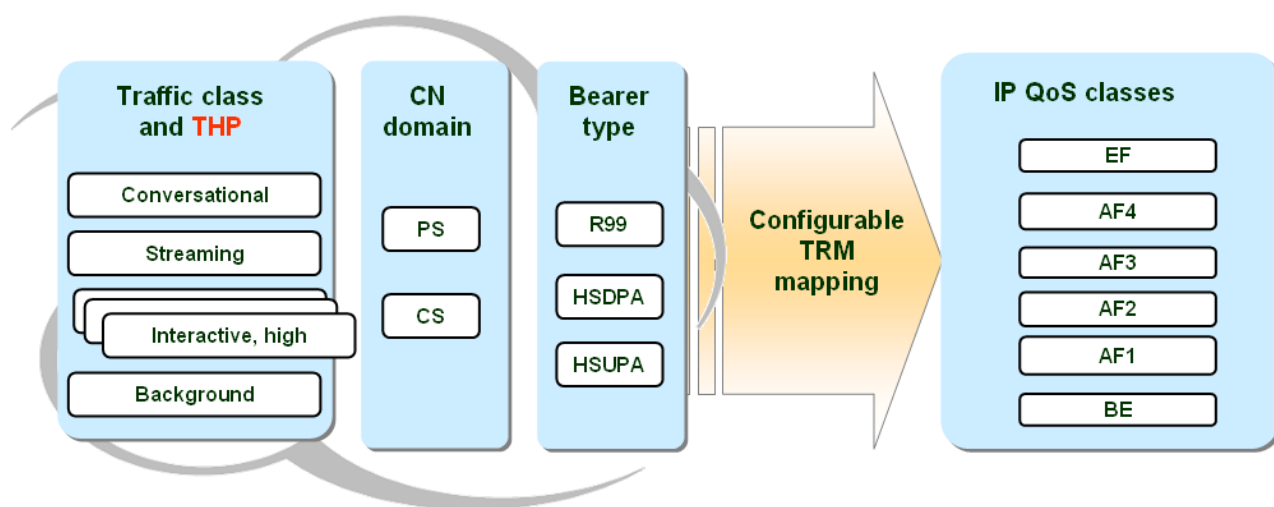 Traffic class
and THP
Conversational
Streaming
Interactive, high
Background
CN
domain
PS
CS
Bearer
type
R99
HSDPA
HSUPA
Configurable
TRM
mapping
IP QoS classes
EF
AF4
AF3
AF2
AF1
BE